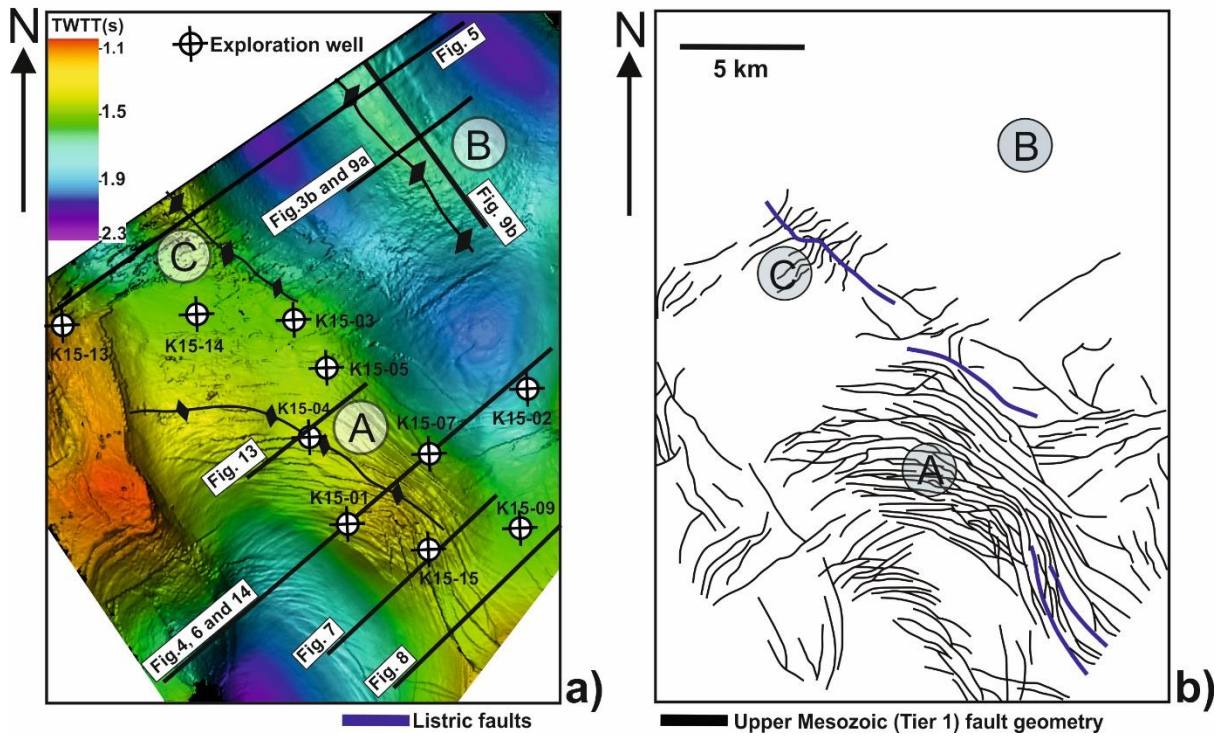 N
TWTT(s)
-1.1
-1.5
-1.9
-2.3
Exploration well
Fig. 5
B
Fig.3b and 9a
Fig. 9b
C
K15-03
K15-14
K15-13
K15-05
K15-04
A
K15-07
K15-02
Fig. 13
K15-01
K15-09
K15-15
Fig.4, 6 and 14
Fig. 7
Fig. 8
a)
N
5 km
B
C
A
b)
Listric faults
Upper Mesozoic (Tier 1) fault geometry